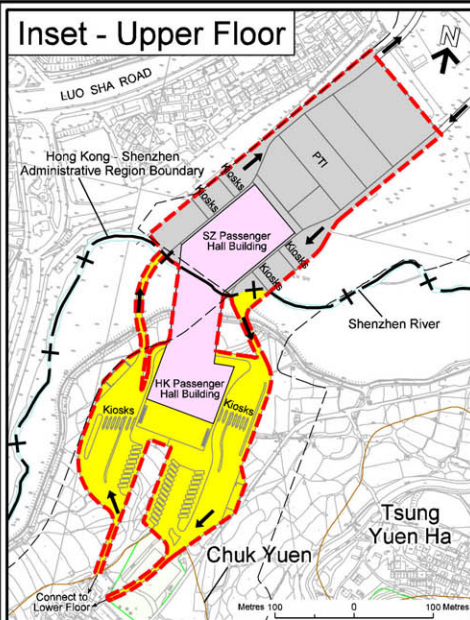 Inset - Upper Floor
N
LUO SHA ROAD
Hong Kong - Shenzhen
Administrative Region Boundary
Kiosks
Kiosks
PTI
SZ Passenger
Hall Building
Kiosks
Kiosks
Shenzhen River
HK Passenger
Hall Building
Kiosks
Kiosks
Tsung
Yuen Ha
Chuk Yuen
Connect to
Lower Floor
Metres 100 0 100 Metres